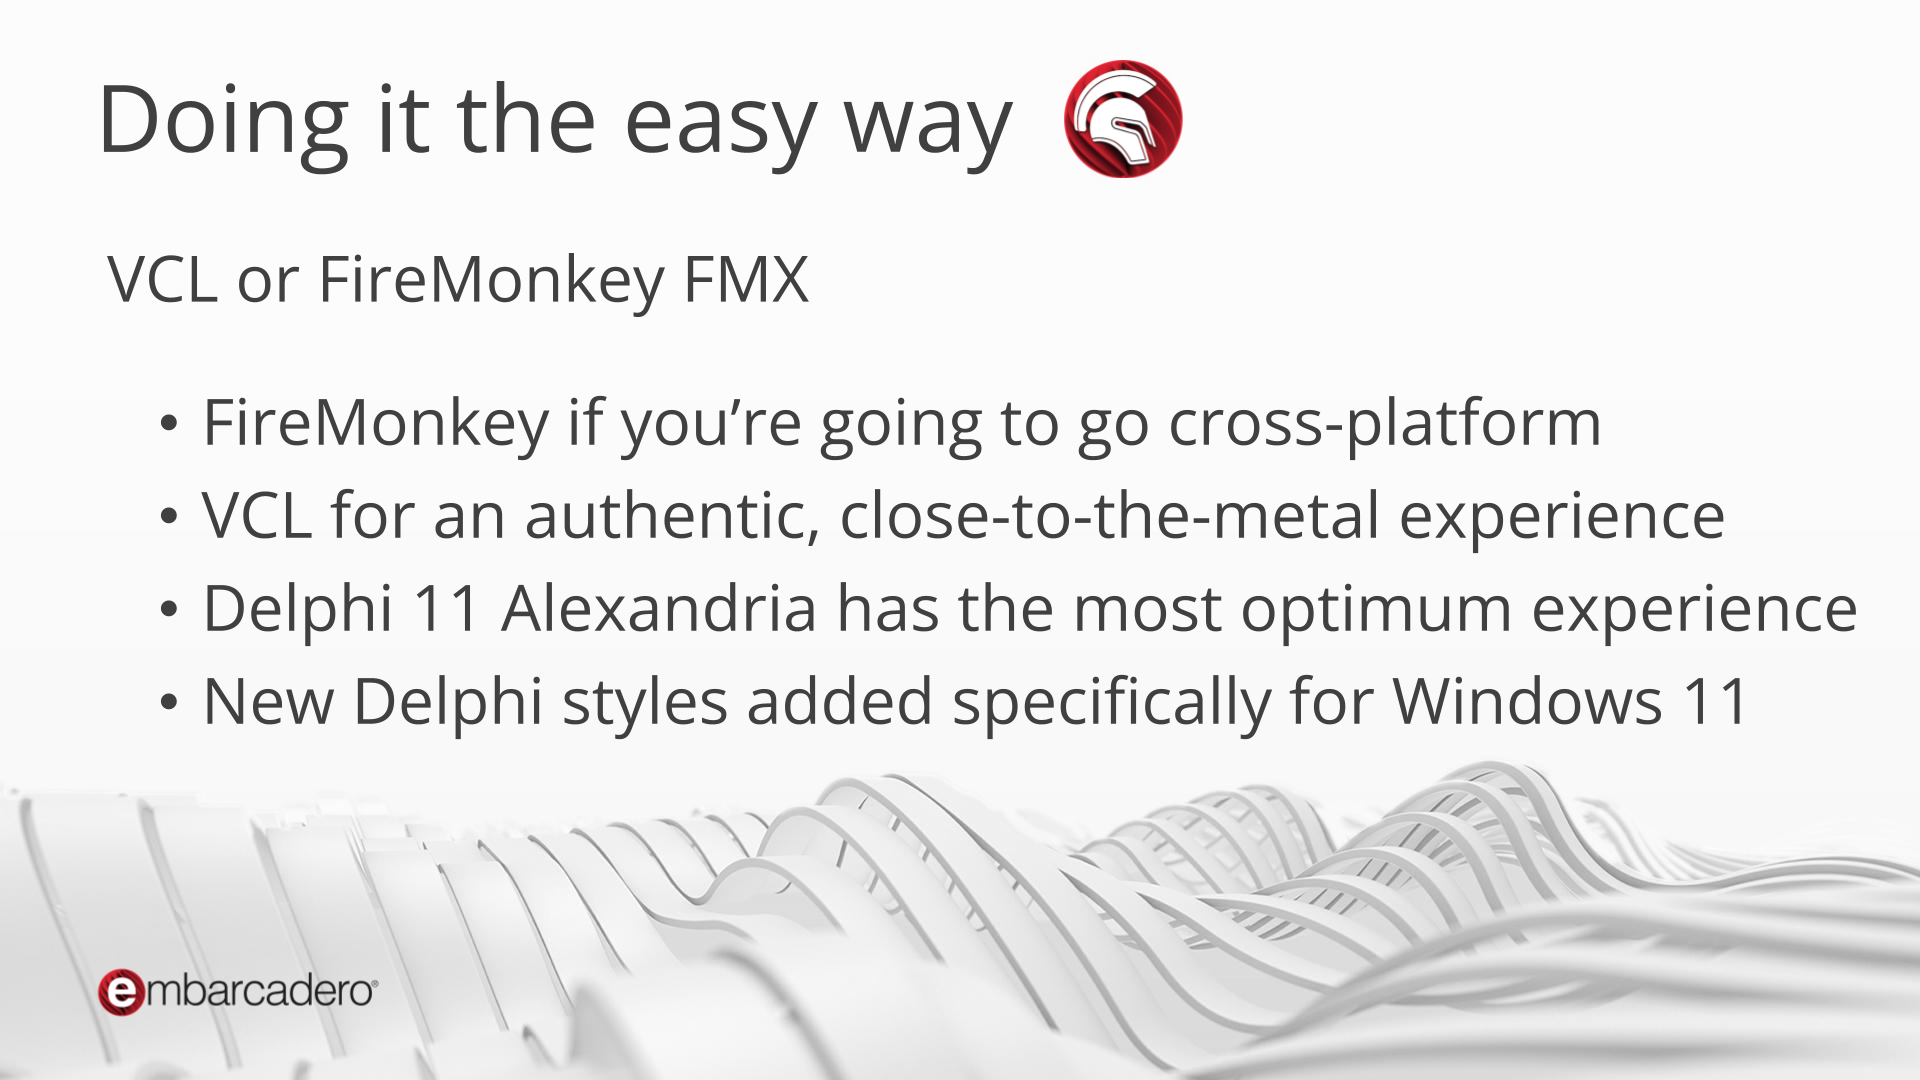 Doing it the easy way
VCL or FireMonkey FMX
• FireMonkey if you’re going to go cross-platform
• VCL for an authentic, close-to-the-metal experience
• Delphi 11 Alexandria has the most optimum experience
• New Delphi styles added specifically for Windows 11
embarcadero®